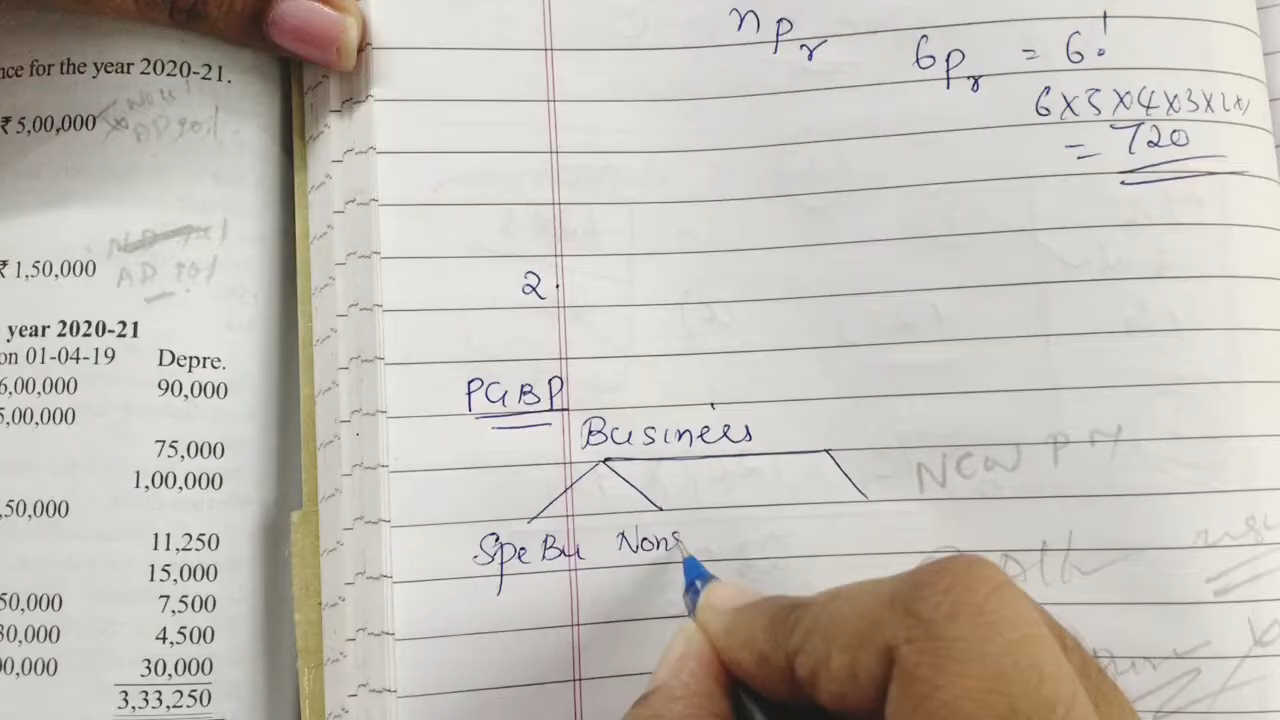 nce for the year 2020-21.
₹ 5,00,000
₹ 1,50,000
AD 20%
year 2020-21
on 01-04-19 Depre.
6,00,000 90,000
5,00,000
75,000
1,00,000
,50,000
11,250
15,000
50,000 7,500
30,000 4,500
00,000 30,000
3,33,250
nPr 6Pr = 6!
6×5×4×3×2×1
= 720
2.
PGBP
Business
Spe Bu Nons